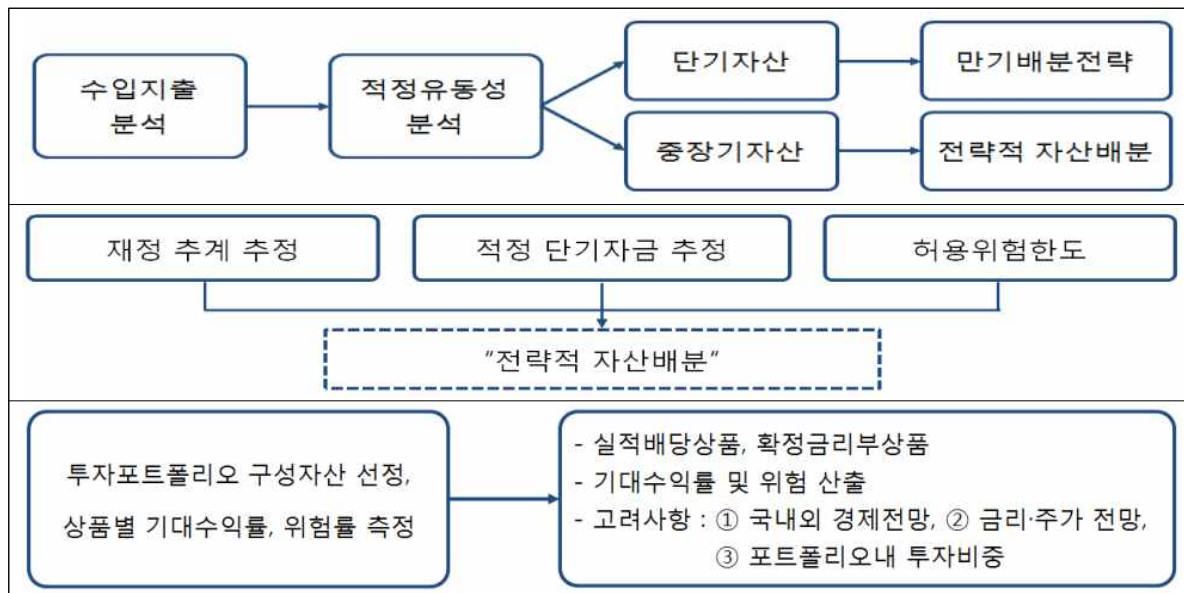 수입지출
분석
적정유동성
분석
단기자산
만기배분전략
중장기자산
전략적 자산배분
재정 추계 추정
적정 단기자금 추정
허용위험한도
"전략적 자산배분"
투자포트폴리오 구성자산 선정,
상품별 기대수익률, 위험률 측정
- 실적배당상품, 확정금리부상품
- 기대수익률 및 위험 산출
- 고려사항 : ① 국내외 경제전망, ② 금리·주가 전망,
③ 포트폴리오내 투자비중